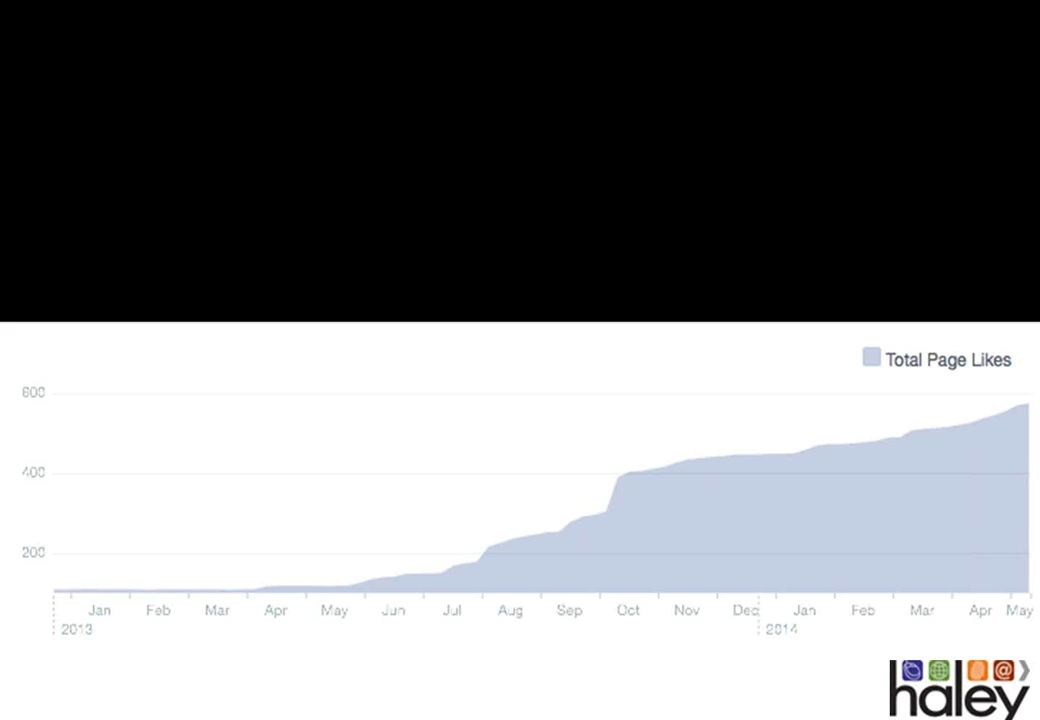 Total Page Likes
600
400
200
Jan Feb Mar Apr May Jun Jul Aug Sep Oct Nov Dec Jan Feb Mar Apr May
2013 2014
haley